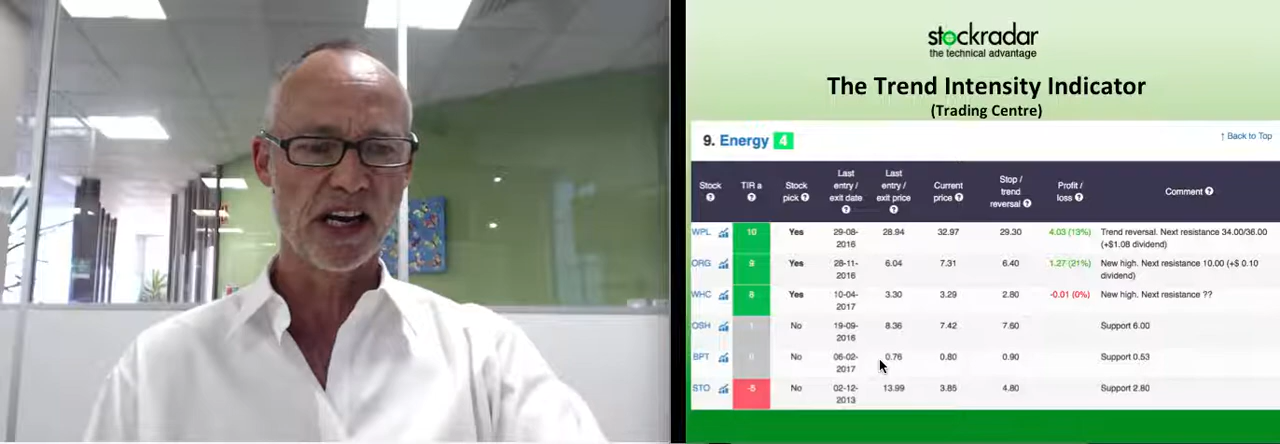 stockradar
the technical advantage
The Trend Intensity Indicator
(Trading Centre)
9. Energy 4
↑ Back to Top
Stock TIR a Stock pick Last entry / exit date Last entry / exit price Current price Stop / trend reversal Profit / loss Comment
WPL 10 Yes 29-08-2016 28.94 32.97 29.30 4.03 (13%) Trend reversal. Next resistance 34.00/36.00 (+$1.08 dividend)
ORG 9 Yes 28-11-2016 6.04 7.31 6.40 1.27 (21%) New high. Next resistance 10.00 (+$ 0.10 dividend)
WHC 8 Yes 10-04-2017 3.30 3.29 2.80 -0.01 (0%) New high. Next resistance ??
OSH 1 No 19-09-2016 8.36 7.42 7.60 Support 6.00
BPT No 06-02-2017 0.76 0.80 0.90 Support 0.53
STO -5 No 02-12-2013 13.99 3.85 4.80 Support 2.80